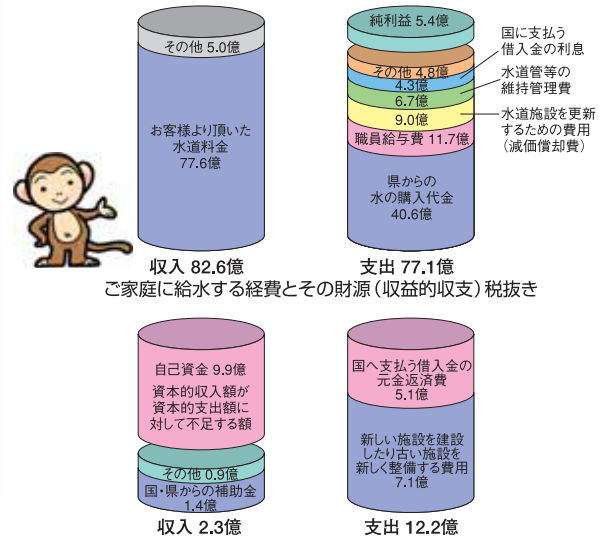 その他 5.0億
お客様より頂いた
水道料金
77.6億
収入 82.6億
純利益 5.4億
その他 4.8億
4.3億
6.7億
9.0億
職員給与費 11.7億
県からの
水の購入代金
40.6億
支出 77.1億
国に支払う
借入金の利息
水道管等の
維持管理費
水道施設を更新
するための費用
(減価償却費)
ご家庭に給水する経費とその財源(収益的収支)税抜き
自己資金 9.9億
資本的収入額が
資本的支出額に
対して不足する額
その他 0.9億
国・県からの補助金
1.4億
収入 2.3億
国へ支払う借入金の
元金返済費
5.1億
新しい施設を建設
したり古い施設を
新しく整備する費用
7.1億
支出 12.2億